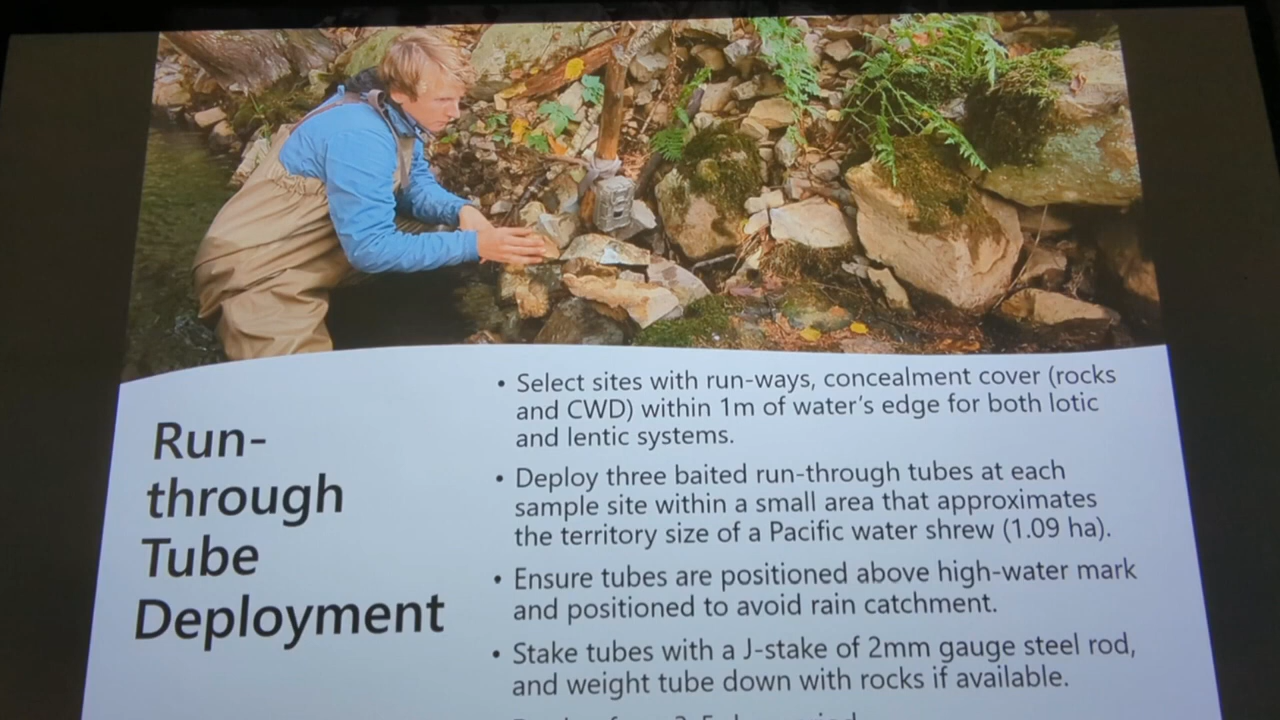 Run-
through
Tube
Deployment
• Select sites with run-ways, concealment cover (rocks
and CWD) within 1m of water's edge for both lotic
and lentic systems.
• Deploy three baited run-through tubes at each
sample site within a small area that approximates
the territory size of a Pacific water shrew (1.09 ha).
• Ensure tubes are positioned above high-water mark
and positioned to avoid rain catchment.
• Stake tubes with a J-stake of 2mm gauge steel rod,
and weight tube down with rocks if available.